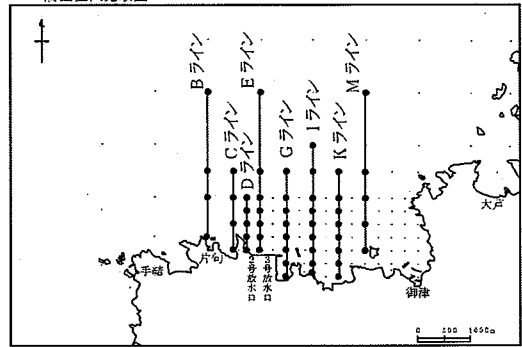 Bライン
Cライン
Dライン
Eライン
Gライン
Iライン
Kライン
Mライン
大芦
手結
片句
2号放水口
3号放水口
御津
0 500 1000m